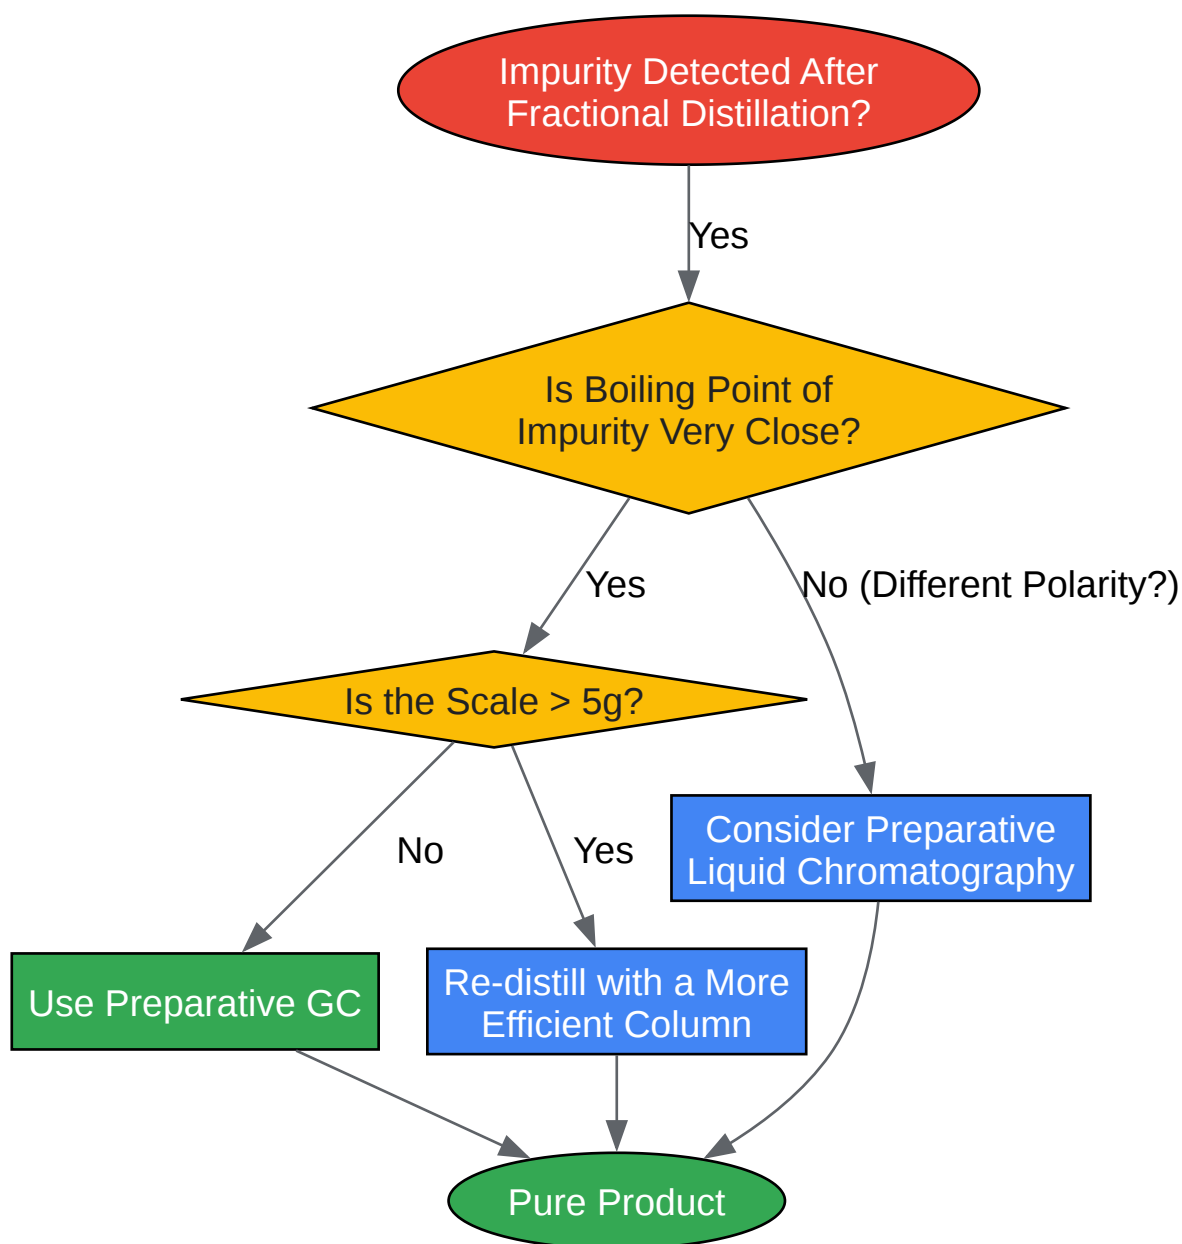 Impurity Detected After
Fractional Distillation?
Yes
Is Boiling Point of
Impurity Very Close?
Yes
No (Different Polarity?)
Is the Scale > 5g?
Consider Preparative
Liquid Chromatography
No
Yes
Use Preparative GC
Re-distill with a More
Efficient Column
Pure Product